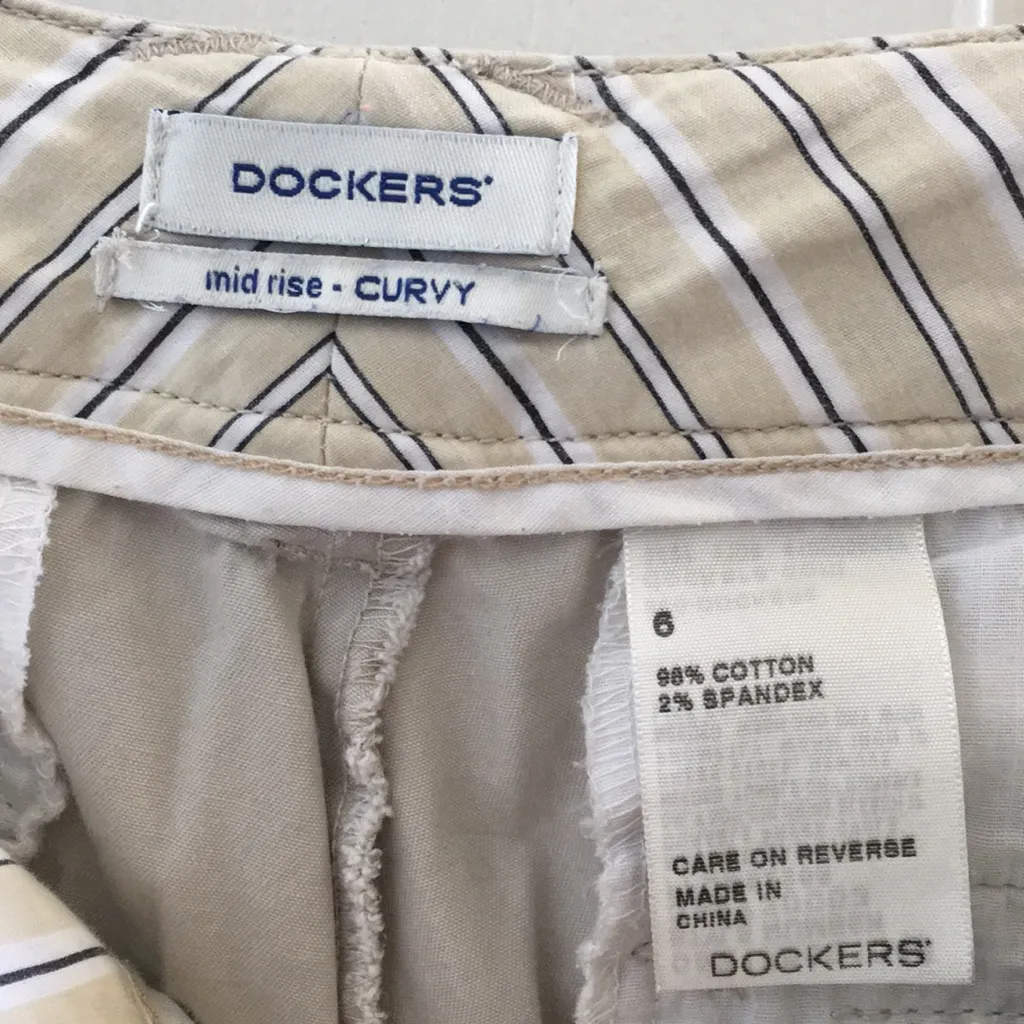 DOCKERS®
mid rise - CURVY
6
98% COTTON
2% SPANDEX
CARE ON REVERSE
MADE IN
CHINA
DOCKERS®